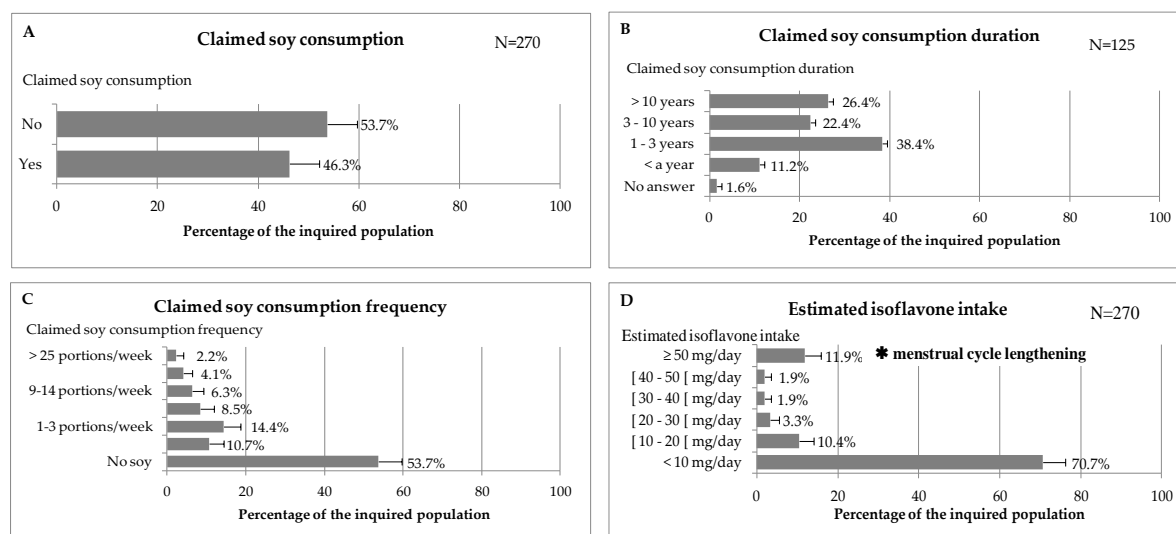 A
Claimed soy consumption
N=270
Claimed soy consumption
No
53.7%
Yes
46.3%
0 20 40 60 80 100
Percentage of the inquired population
B
Claimed soy consumption duration
N=125
Claimed soy consumption duration
> 10 years
26.4%
3 - 10 years
22.4%
1 - 3 years
38.4%
< a year
11.2%
No answer
1.6%
0 20 40 60 80 100
Percentage of the inquired population
C
Claimed soy consumption frequency
Claimed soy consumption frequency
> 25 portions/week
2.2%
4.1%
9-14 portions/week
6.3%
8.5%
1-3 portions/week
14.4%
10.7%
No soy
53.7%
0 20 40 60 80 100
Percentage of the inquired population
D
Estimated isoflavone intake
N=270
Estimated isoflavone intake
≥ 50 mg/day
11.9%
✱ menstrual cycle lengthening
[ 40 - 50 [ mg/day
1.9%
[ 30 - 40 [ mg/day
1.9%
[ 20 - 30 [ mg/day
3.3%
[ 10 - 20 [ mg/day
10.4%
< 10 mg/day
70.7%
0 20 40 60 80 100
Percentage of the inquired population